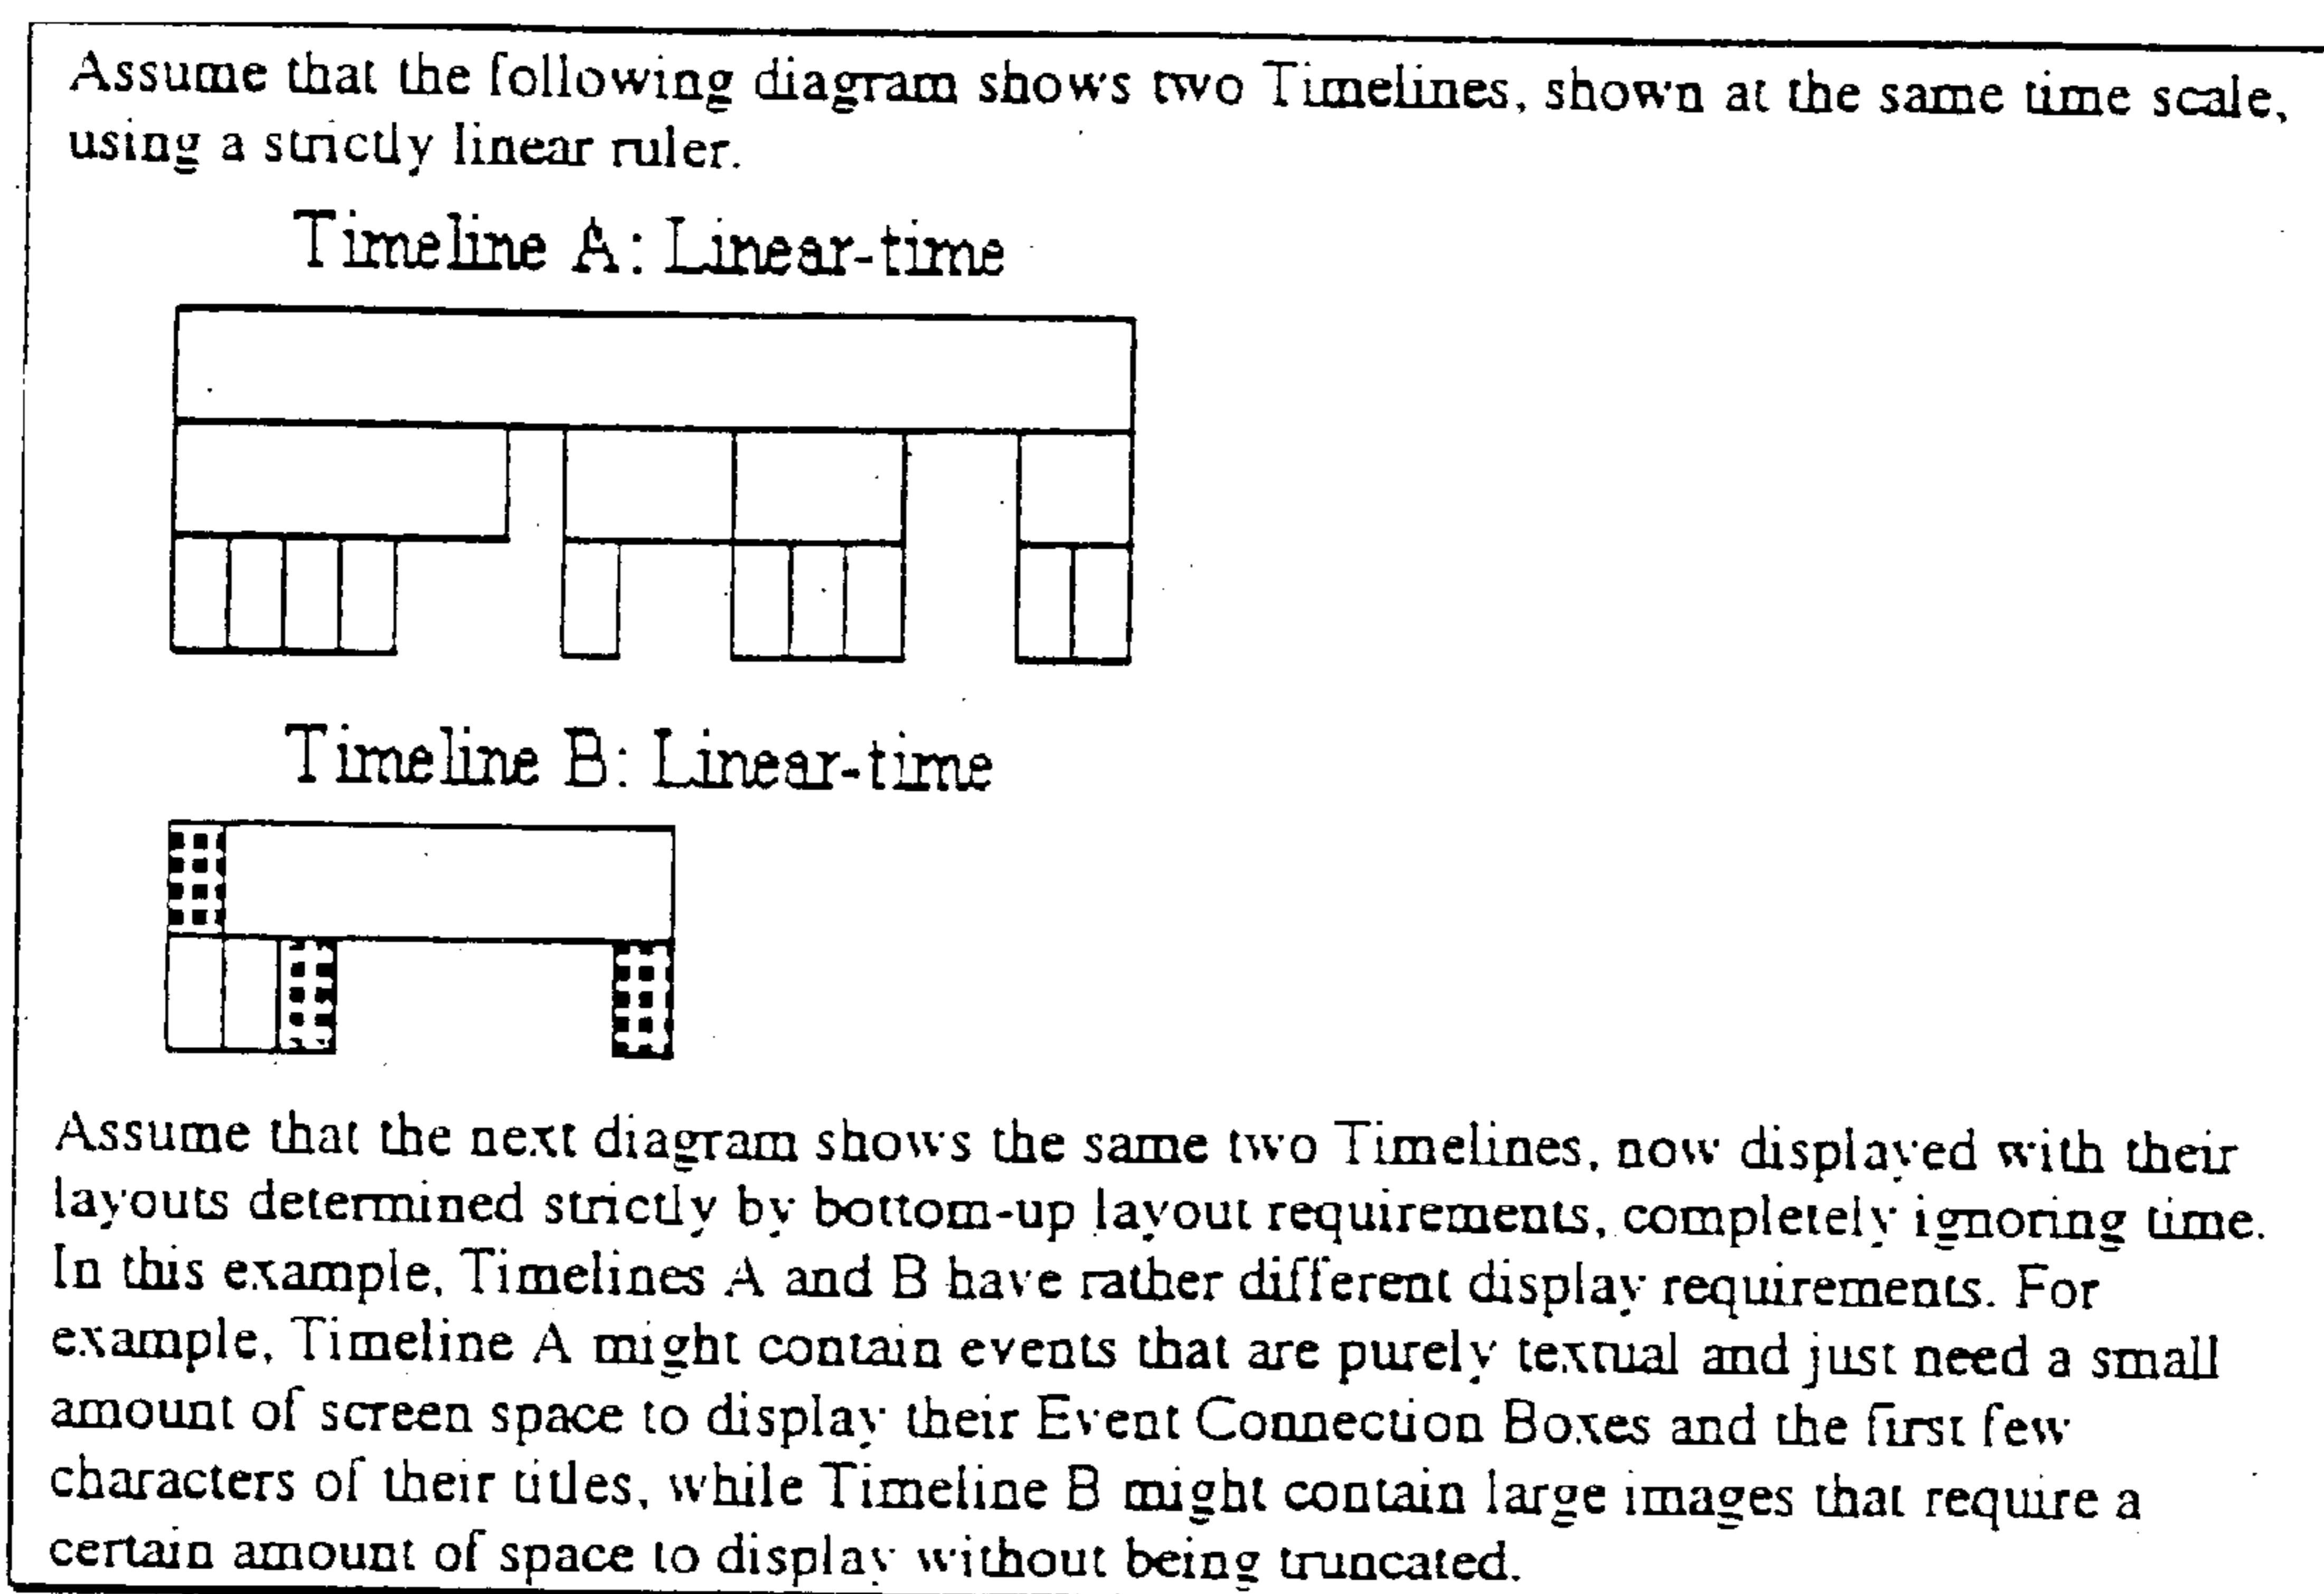 Assume that the following diagram shows two Timelines, shown at the same time scale,
using a strictly linear ruler.
Timeline A: Linear-time
Timeline B: Linear-time
Assume that the next diagram shows the same two Timelines, now displayed with their
layouts determined strictly by bottom-up layout requirements, completely ignoring time.
In this example, Timelines A and B have rather different display requirements. For
example, Timeline A might contain events that are purely textual and just need a small
amount of screen space to display their Event Connection Boxes and the first few
characters of their titles, while Timeline B might contain large images that require a
certain amount of space to display without being truncated.